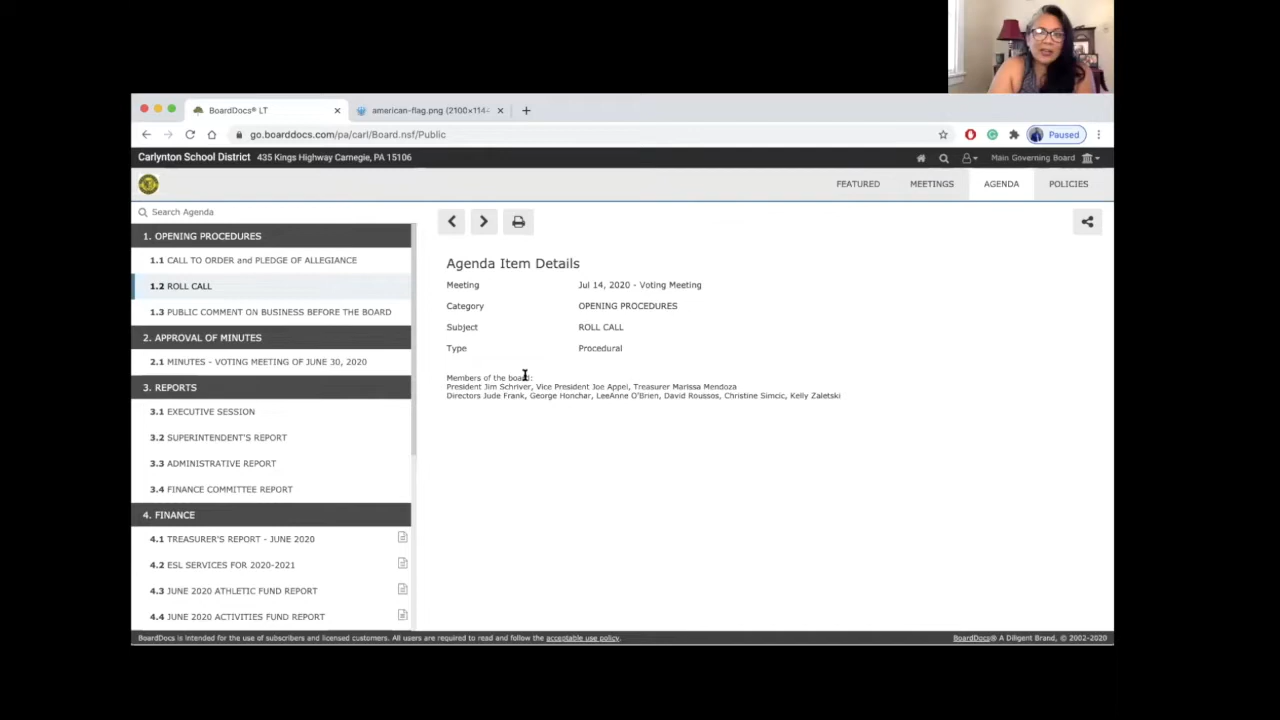 BoardDocs® LT
american-flag.png (2100×114
go.boarddocs.com/pa/carl/Board.nsf/Public
Paused
Carlynton School District 435 Kings Highway Carnegie, PA 15106
Main Governing Board
FEATURED MEETINGS AGENDA POLICIES
Search Agenda
1. OPENING PROCEDURES
1.1 CALL TO ORDER and PLEDGE OF ALLEGIANCE
1.2 ROLL CALL
1.3 PUBLIC COMMENT ON BUSINESS BEFORE THE BOARD
2. APPROVAL OF MINUTES
2.1 MINUTES - VOTING MEETING OF JUNE 30, 2020
3. REPORTS
3.1 EXECUTIVE SESSION
3.2 SUPERINTENDENT'S REPORT
3.3 ADMINISTRATIVE REPORT
3.4 FINANCE COMMITTEE REPORT
4. FINANCE
4.1 TREASURER'S REPORT - JUNE 2020
4.2 ESL SERVICES FOR 2020-2021
4.3 JUNE 2020 ATHLETIC FUND REPORT
4.4 JUNE 2020 ACTIVITIES FUND REPORT
Agenda Item Details
Meeting Jul 14, 2020 - Voting Meeting
Category OPENING PROCEDURES
Subject ROLL CALL
Type Procedural
Members of the board:
President Jim Schriver, Vice President Joe Appel, Treasurer Marissa Mendoza
Directors Jude Frank, George Honchar, LeeAnne O'Brien, David Roussos, Christine Simcic, Kelly Zaletski
BoardDocs is intended for the use of subscribers and licensed customers. All users are required to read and follow the acceptable use policy.
BoardDocs® A Diligent Brand, © 2002-2020